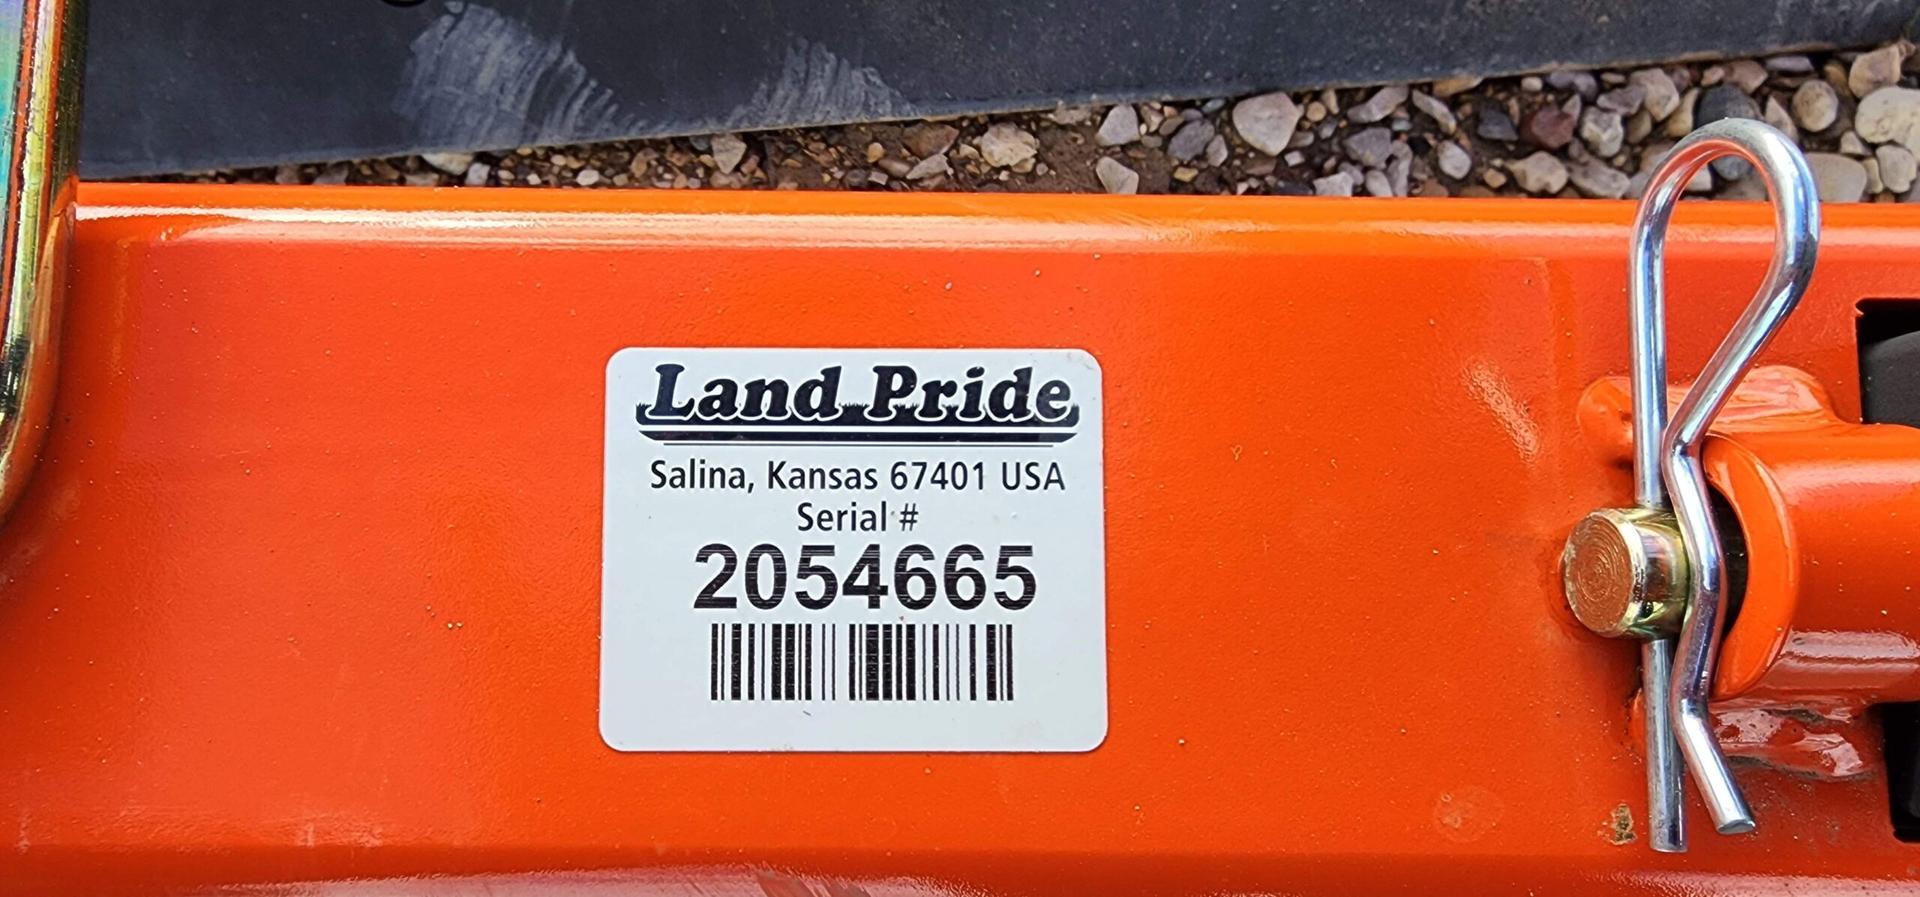 Land Pride
Salina, Kansas 67401 USA
Serial #
2054665